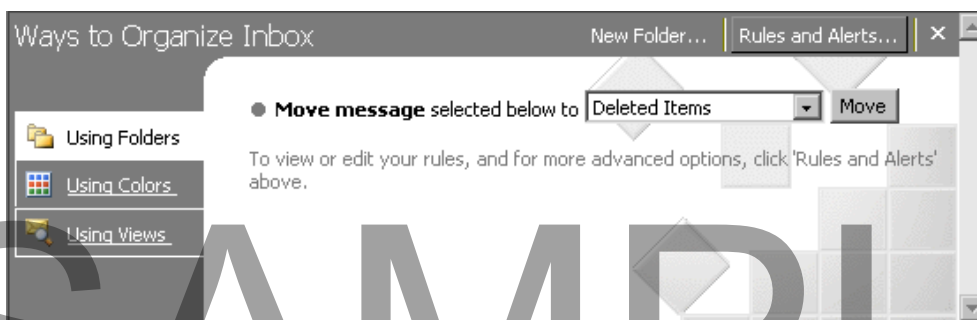 Ways to Organize Inbox
New Folder...
Rules and Alerts...
Move message selected below to Deleted Items Move
Using Folders
To view or edit your rules, and for more advanced options, click 'Rules and Alerts'
above.
Using Colors
Using Views